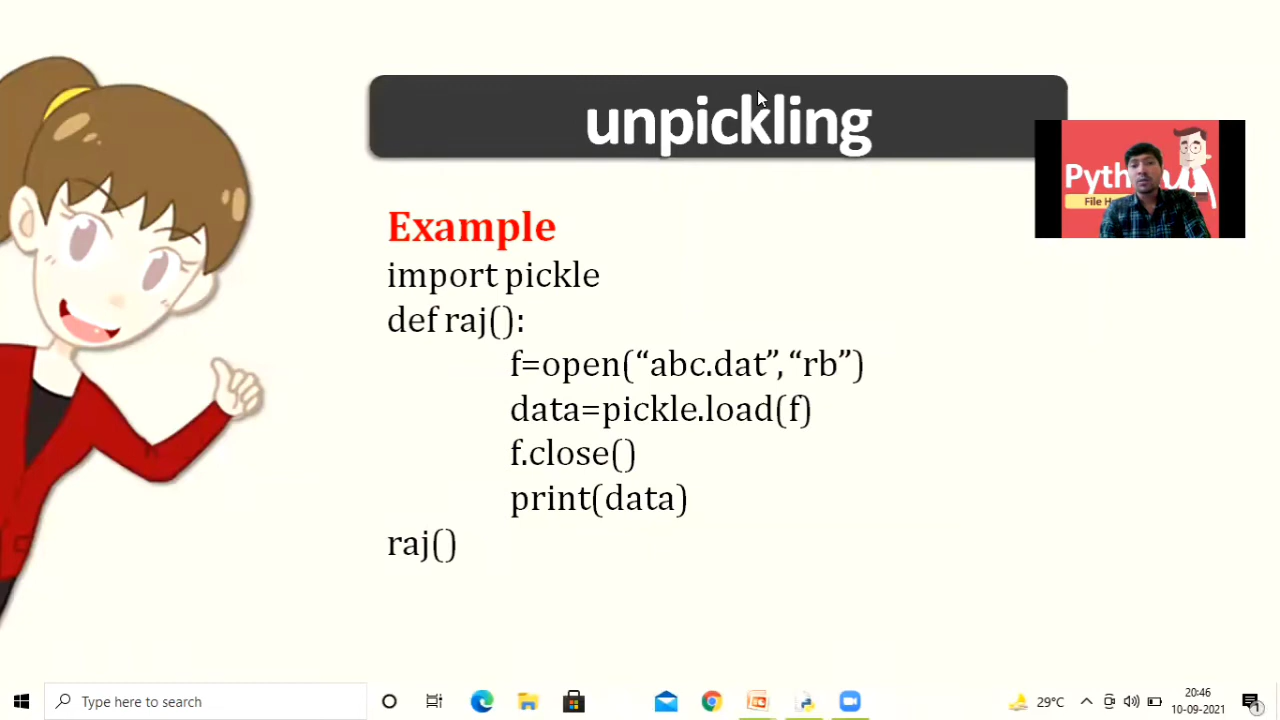 unpickling
Example
import pickle
def raj():
f=open(“abc.dat”, “rb”)
data=pickle.load(f)
f.close()
print(data)
raj()
Type here to search
29°C
20:46
10-09-2021
1